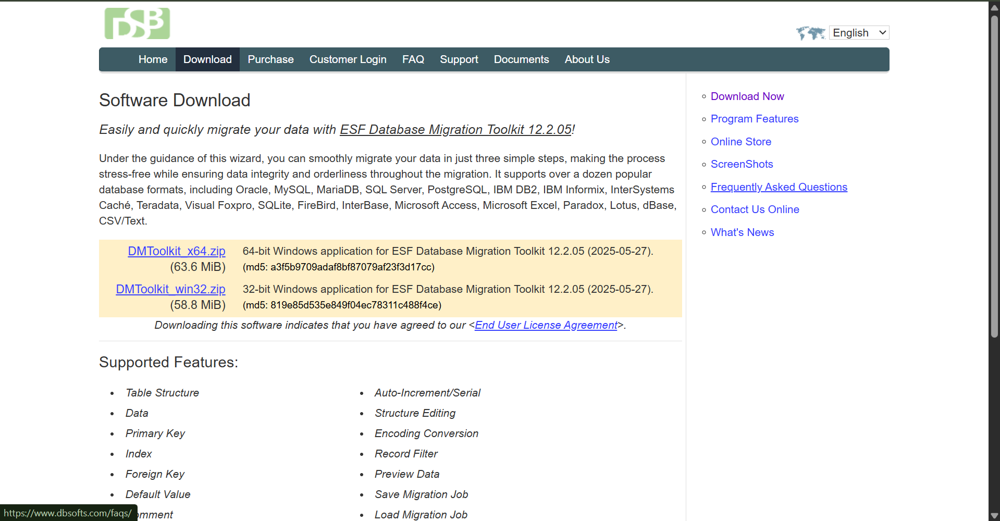 DSB
English
Home Download Purchase Customer Login FAQ Support Documents About Us
Software Download
Easily and quickly migrate your data with ESF Database Migration Toolkit 12.2.05!
Under the guidance of this wizard, you can smoothly migrate your data in just three simple steps, making the process
stress-free while ensuring data integrity and orderliness throughout the migration. It supports over a dozen popular
database formats, including Oracle, MySQL, MariaDB, SQL Server, PostgreSQL, IBM DB2, IBM Informix, InterSystems
Caché, Teradata, Visual Foxpro, SQLite, FireBird, InterBase, Microsoft Access, Microsoft Excel, Paradox, Lotus, dBase,
CSV/Text.
DMToolkit_x64.zip 64-bit Windows application for ESF Database Migration Toolkit 12.2.05 (2025-05-27).
(63.6 MiB) (md5: a3f5b9709adaf8bf87079af23f3d17cc)
DMToolkit_win32.zip 32-bit Windows application for ESF Database Migration Toolkit 12.2.05 (2025-05-27).
(58.8 MiB) (md5: 819e85d535e849f04ec78311c488f4ce)
Downloading this software indicates that you have agreed to our <End User License Agreement>.
Supported Features:
Table Structure
Data
Primary Key
Index
Foreign Key
Default Value
omment
Auto-Increment/Serial
Structure Editing
Encoding Conversion
Record Filter
Preview Data
Save Migration Job
Load Migration Job
Download Now
Program Features
Online Store
ScreenShots
Frequently Asked Questions
Contact Us Online
What's News
https://www.dbsofts.com/faqs/